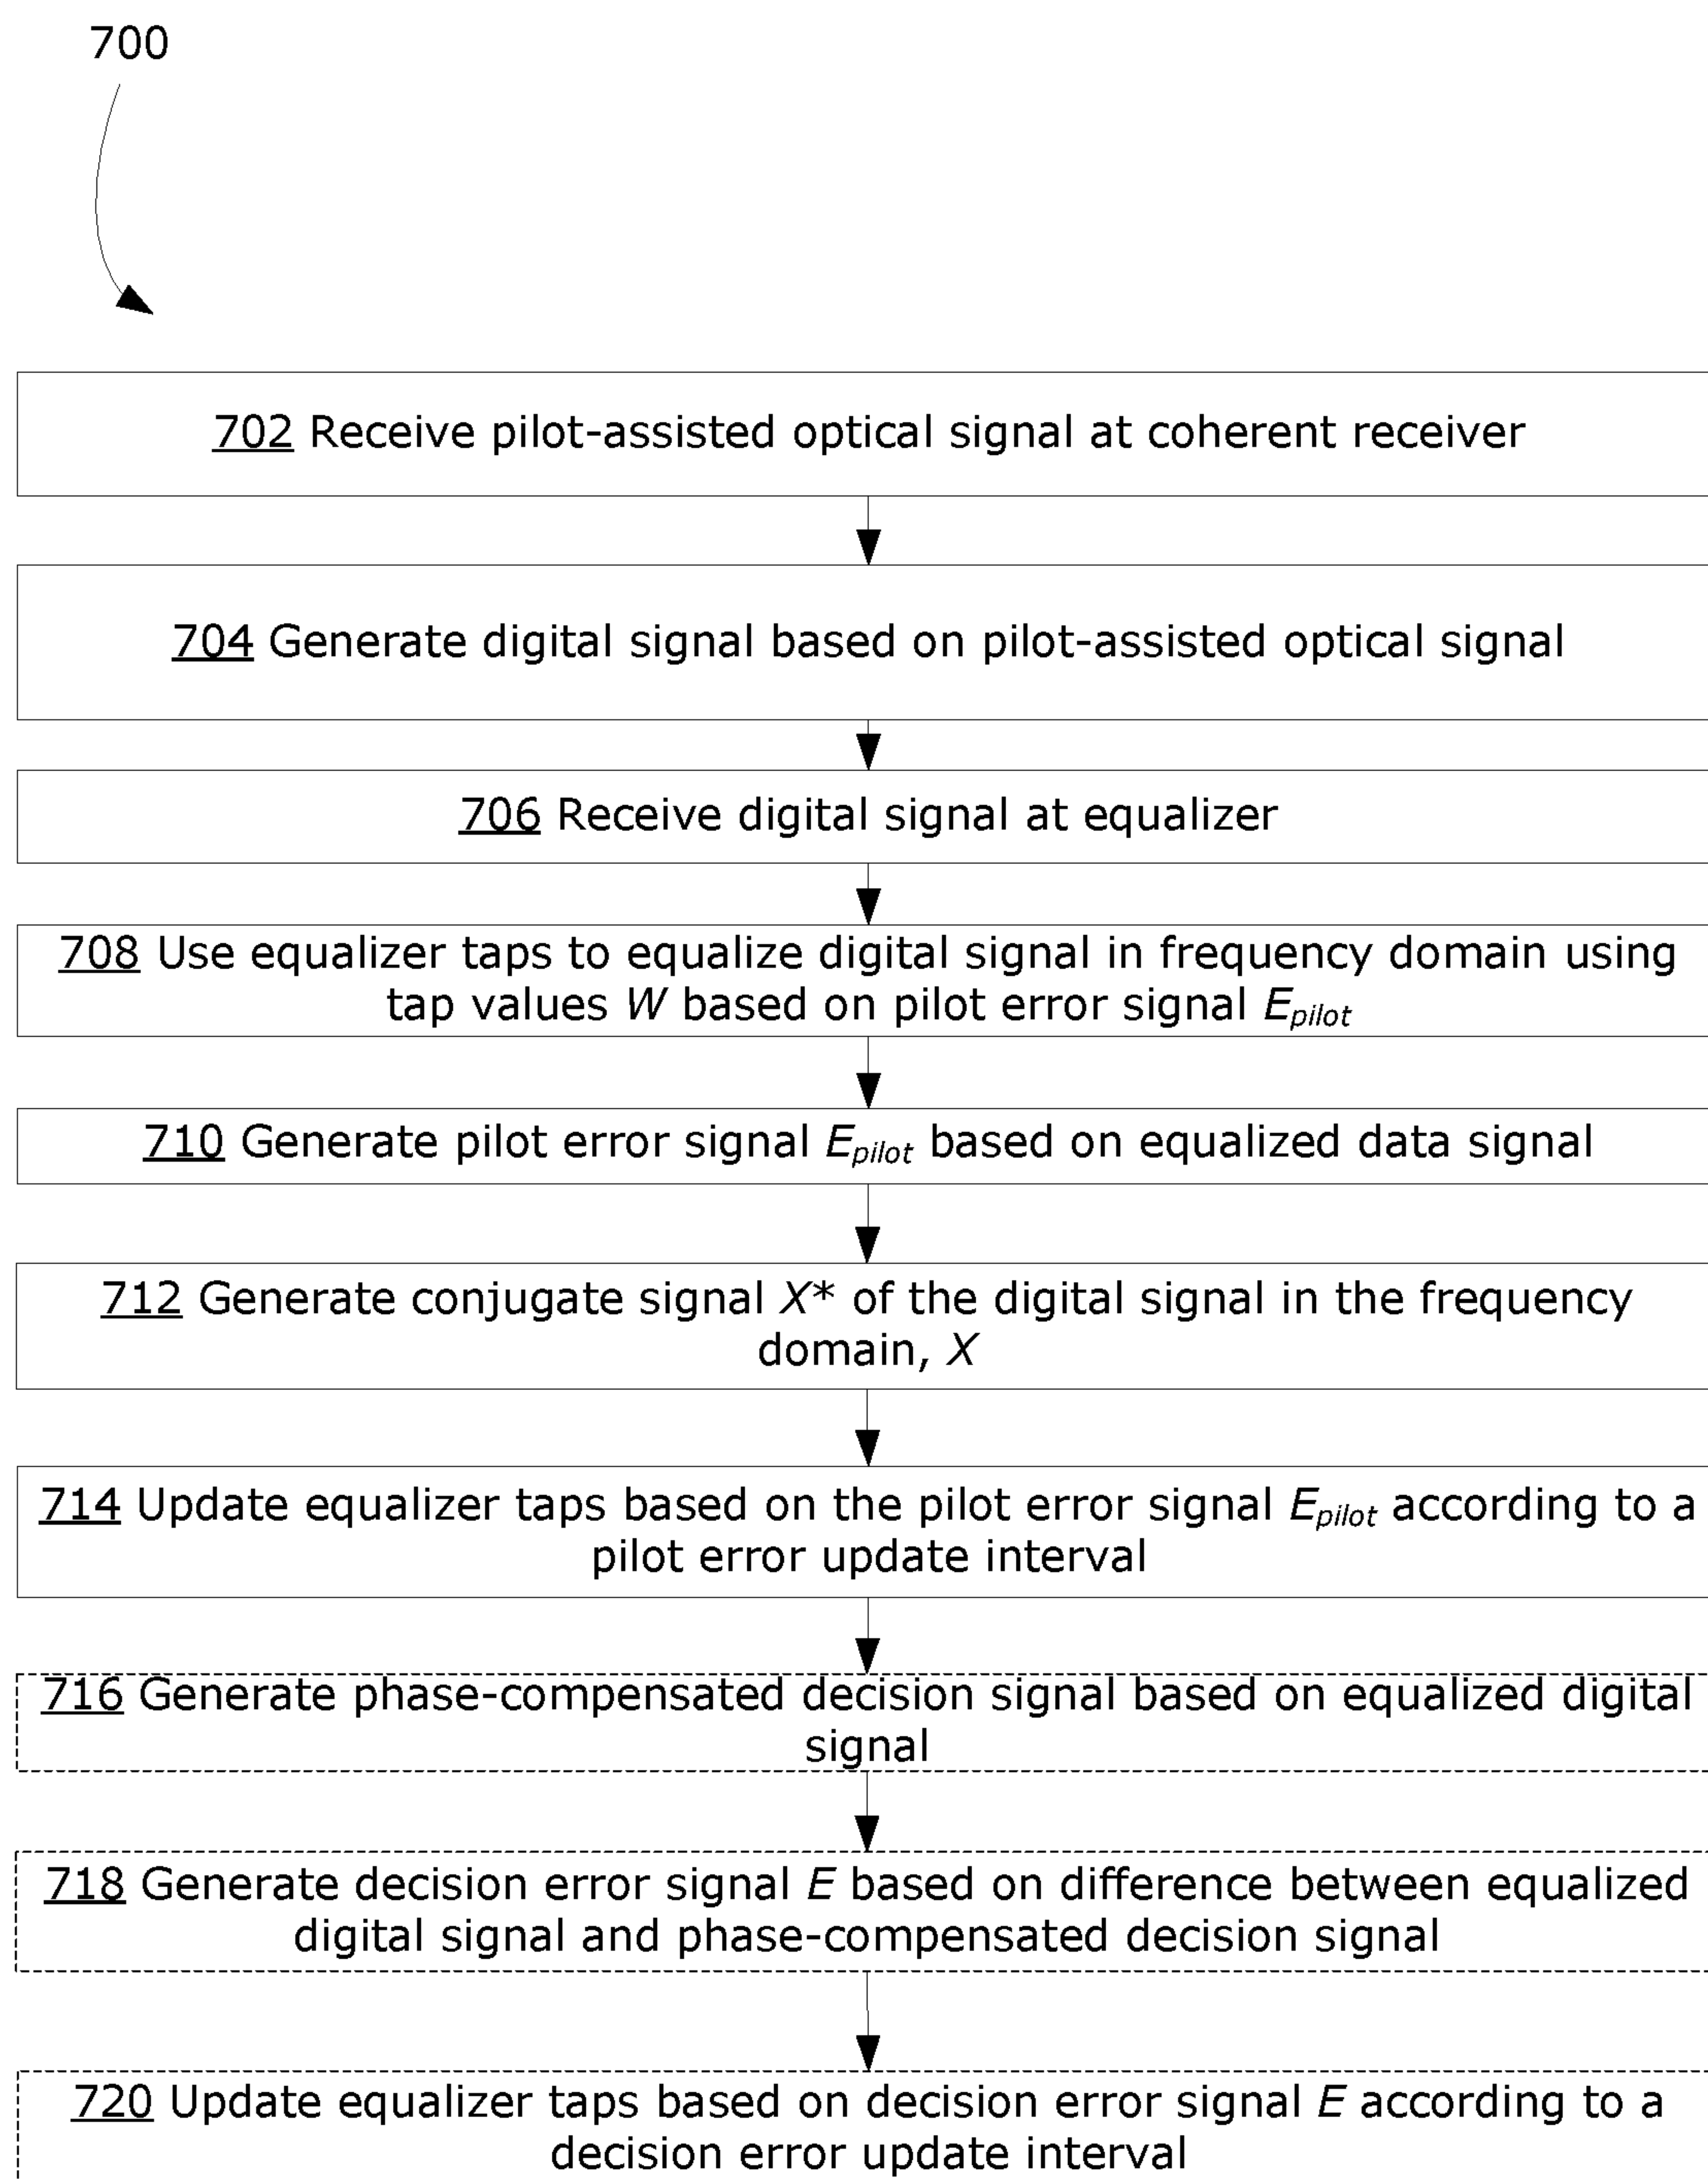 700
702 Receive pilot-assisted optical signal at coherent receiver
704 Generate digital signal based on pilot-assisted optical signal
706 Receive digital signal at equalizer
708 Use equalizer taps to equalize digital signal in frequency domain using
tap values W based on pilot error signal Epilot
710 Generate pilot error signal Epilot based on equalized data signal
712 Generate conjugate signal X* of the digital signal in the frequency
domain, X
714 Update equalizer taps based on the pilot error signal Epilot according to a
pilot error update interval
716 Generate phase-compensated decision signal based on equalized digital
signal
718 Generate decision error signal E based on difference between equalized
digital signal and phase-compensated decision signal
720 Update equalizer taps based on decision error signal E according to a
decision error update interval